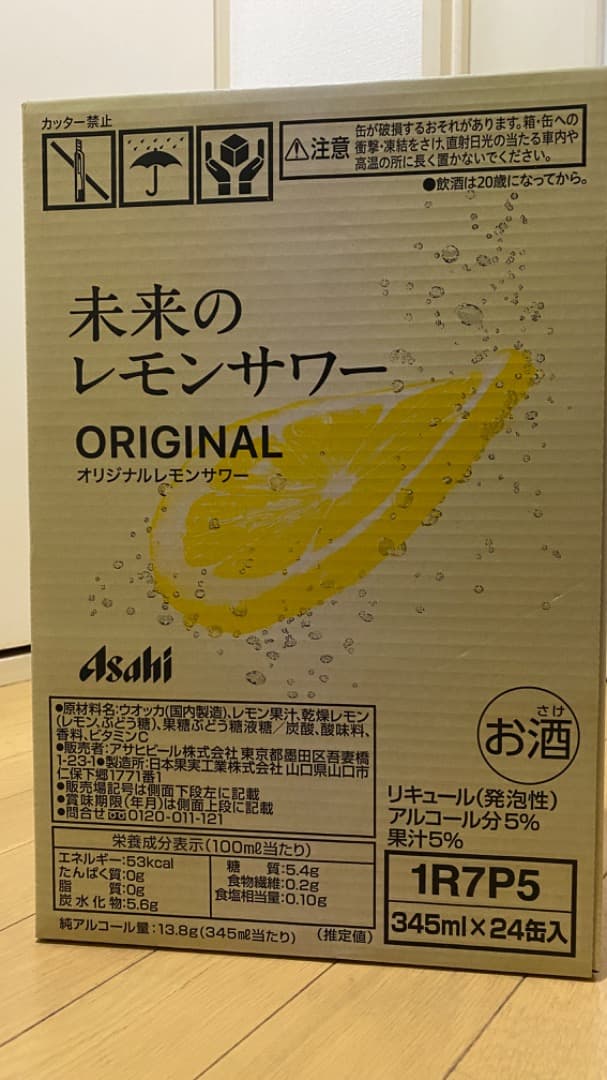 カッター禁止
⚠注意
缶が破損するおそれがあります。箱・缶への
衝撃・凍結をさけ、直射日光の当たる車内や
高温の所に長く置かないでください。
●飲酒は20歳になってから。
未来の
レモンサワー
ORIGINAL
オリジナルレモンサワー
Asahi
●原材料名:ウオッカ(国内製造)、レモン果汁、乾燥レモン
(レモン、ぶどう糖)、果糖ぶどう糖液糖/炭酸、酸味料、
香料、ビタミンC
●販売者:アサヒビール株式会社 東京都墨田区吾妻橋
1-23-1●製造所:日本果実工業株式会社 山口県山口市
仁保下郷1771番1
●販売場記号は側面下段左に記載
●賞味期限(年月)は側面上段に記載
●問合せ 0120-011-121
栄養成分表示(100mℓ当たり)
エネルギー:53kcal
たんぱく質:0g
脂 質:0g
炭水化物:5.6g
糖 質:5.4g
食物繊維:0.2g
食塩相当量:0.10g
純アルコール量:13.8g(345mℓ当たり) (推定値)
さけ
お酒
リキュール(発泡性)
アルコール分5%
果汁5%
1R7P5
345ml×24缶入